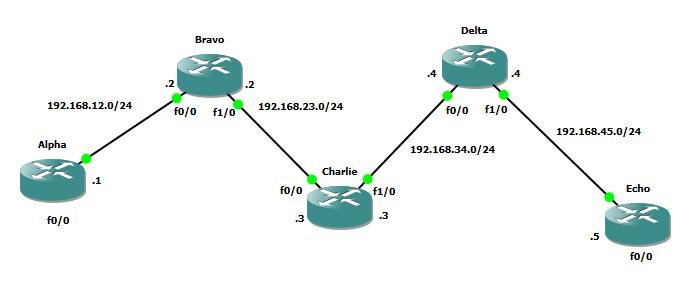 Bravo
.2
.2
f0/0
f1/0
192.168.12.0/24
192.168.23.0/24
Alpha
.1
f0/0
Charlie
f0/0
f1/0
.3
.3
Delta
.4
.4
f0/0
f1/0
192.168.34.0/24
192.168.45.0/24
Echo
.5
f0/0